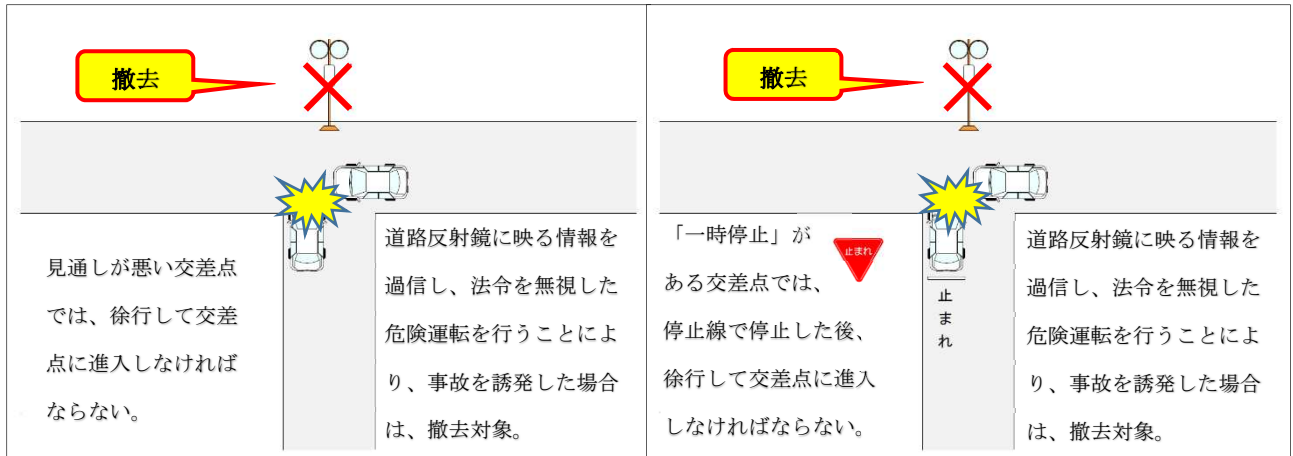 撤去
見通しが悪い交差点
では、徐行して交差
点に進入しなければ
ならない。
道路反射鏡に映る情報を
過信し、法令を無視した
危険運転を行うことによ
り、事故を誘発した場合
は、撤去対象。
撤去
「一時停止」が
ある交差点では、
停止線で停止した後、
徐行して交差点に進入
しなければならない。
止まれ
止まれ
道路反射鏡に映る情報を
過信し、法令を無視した
危険運転を行うことによ
り、事故を誘発した場合
は、撤去対象。